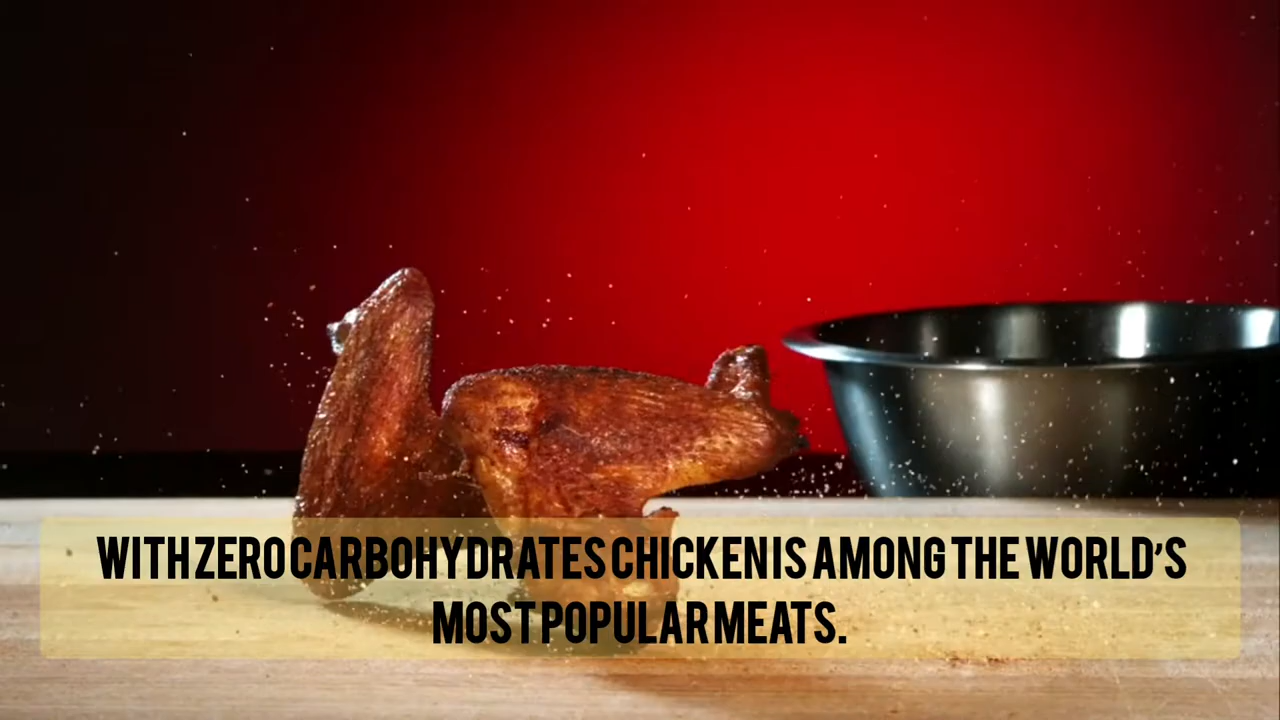 WITH ZERO CARBOHYDRATES CHICKEN IS AMONG THE WORLD'S
MOST POPULAR MEATS.